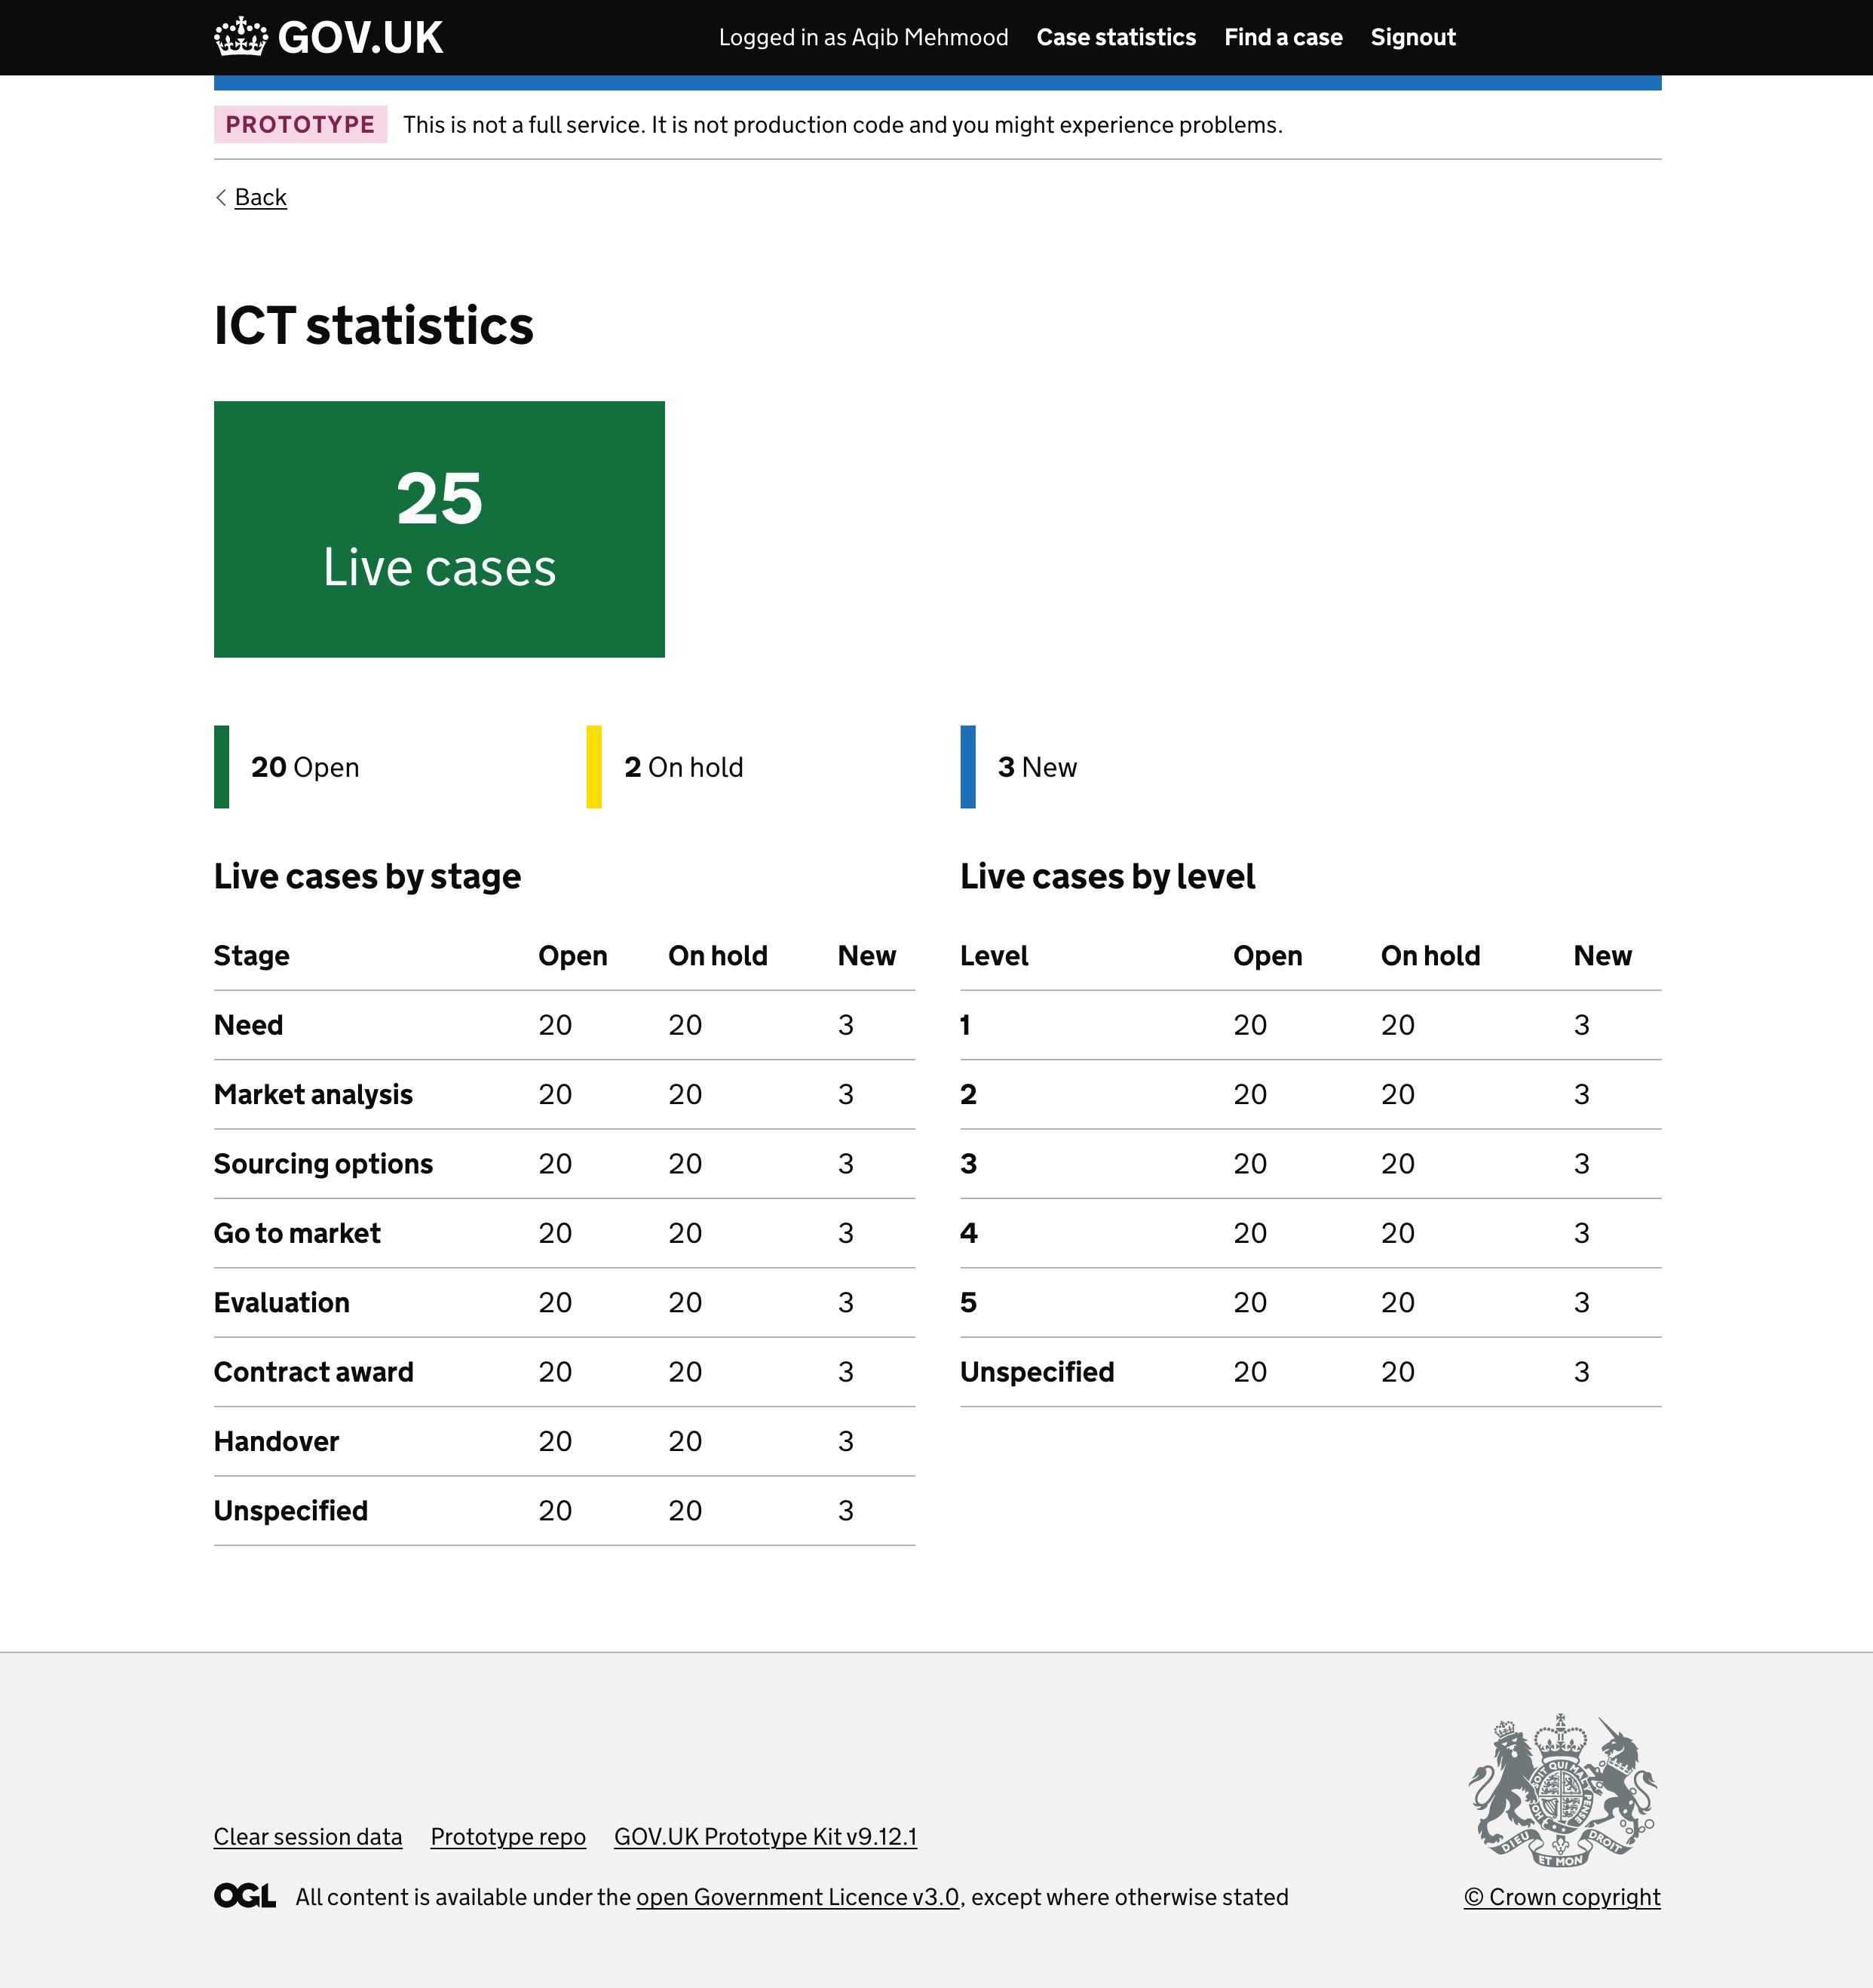 GOV.UK
Logged in as Aqib Mehmood Case statistics Find a case Signout
PROTOTYPE This is not a full service. It is not production code and you might experience problems.
Back
ICT statistics
25
Live cases
20 Open 2 On hold 3 New
Live cases by stage
Stage Open On hold New
Need 20 20 3
Market analysis 20 20 3
Sourcing options 20 20 3
Go to market 20 20 3
Evaluation 20 20 3
Contract award 20 20 3
Handover 20 20 3
Unspecified 20 20 3
Live cases by level
Level Open On hold New
1 20 20 3
2 20 20 3
3 20 20 3
4 20 20 3
5 20 20 3
Unspecified 20 20 3
Clear session data Prototype repo GOV.UK Prototype Kit v9.12.1
OGL All content is available under the open Government Licence v3.0, except where otherwise stated
DIEU ET MON DROIT
© Crown copyright